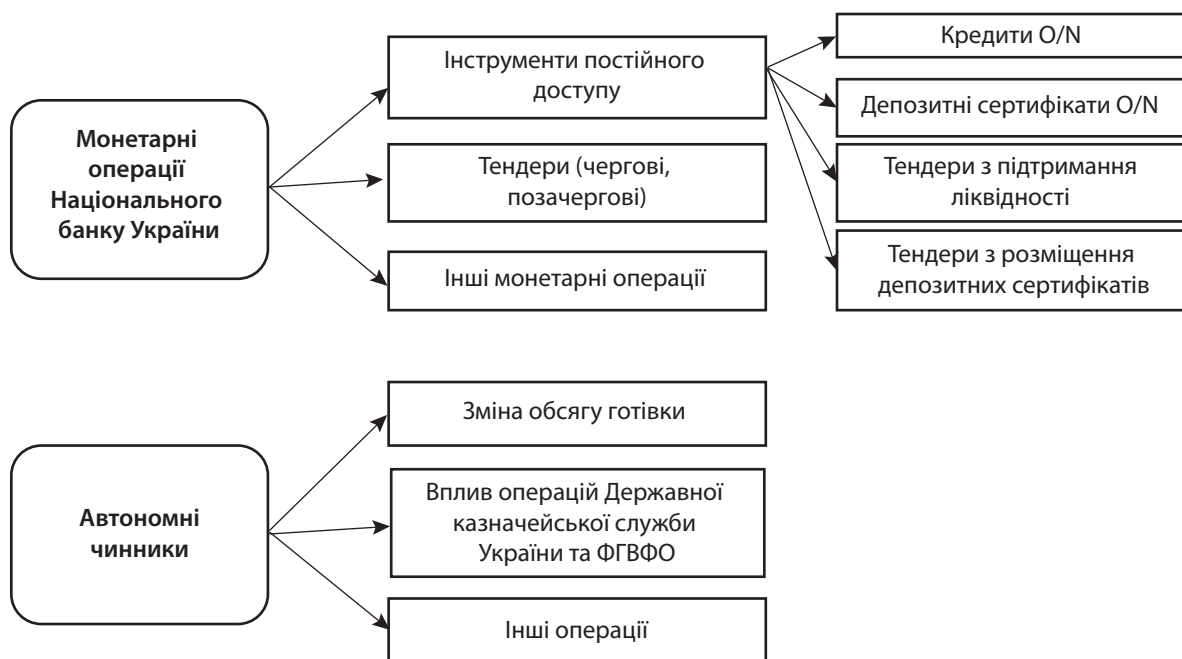 Монетарні
операції
Національного
банку України
Інструменти постійного
доступу
Тендери (чергові,
позачергові)
Інші монетарні операції
Кредити O/N
Депозитні сертифікати O/N
Тендери з підтримання
ліквідності
Тендери з розміщення
депозитних сертифікатів
Автономні
чинники
Зміна обсягу готівки
Вплив операцій Державної
казначейської служби
України та ФГВФО
Інші операції